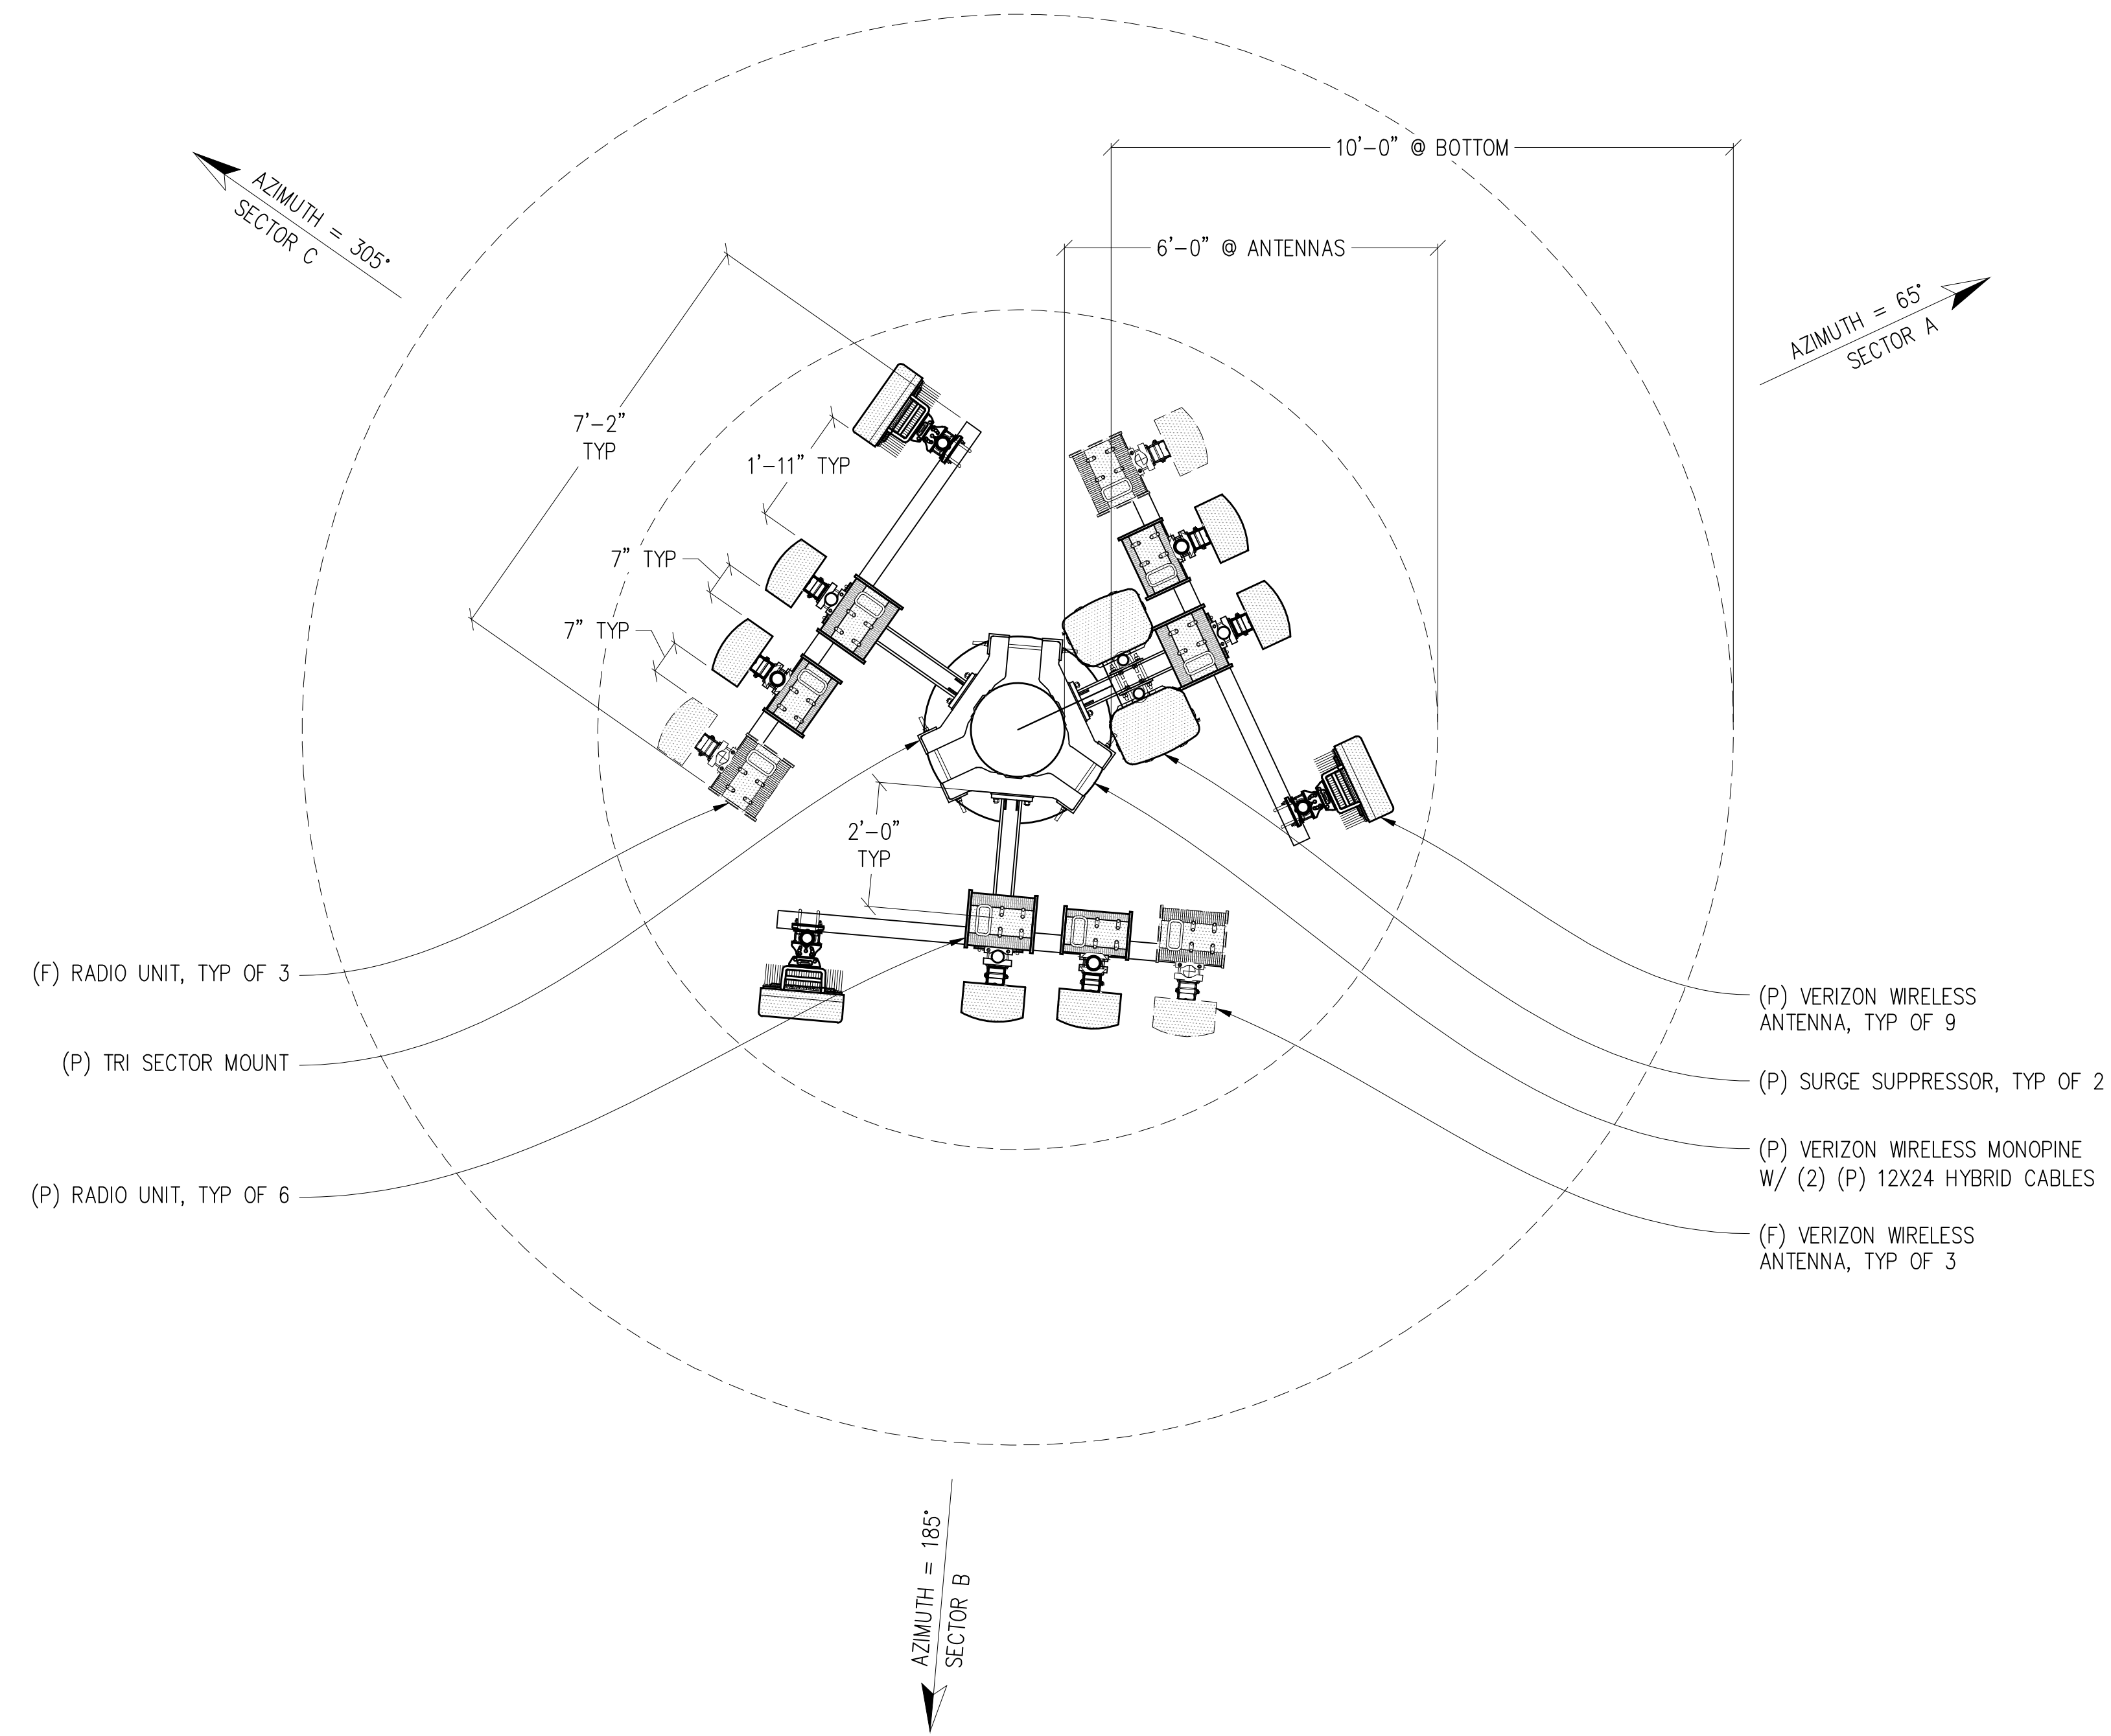 10'-0" @ BOTTOM
6'-0" @ ANTENNAS
AZIMUTH = 305°
SECTOR C
AZIMUTH = 65°
SECTOR A
7'-2"
TYP
1'-11" TYP
7" TYP
7" TYP
2'-0"
TYP
(F) RADIO UNIT, TYP OF 3
(P) TRI SECTOR MOUNT
(P) RADIO UNIT, TYP OF 6
(P) VERIZON WIRELESS
ANTENNA, TYP OF 9
(P) SURGE SUPPRESSOR, TYP OF 2
(P) VERIZON WIRELESS MONOPINE
W/ (2) (P) 12X24 HYBRID CABLES
(F) VERIZON WIRELESS
ANTENNA, TYP OF 3
AZIMUTH = 185°
SECTOR B